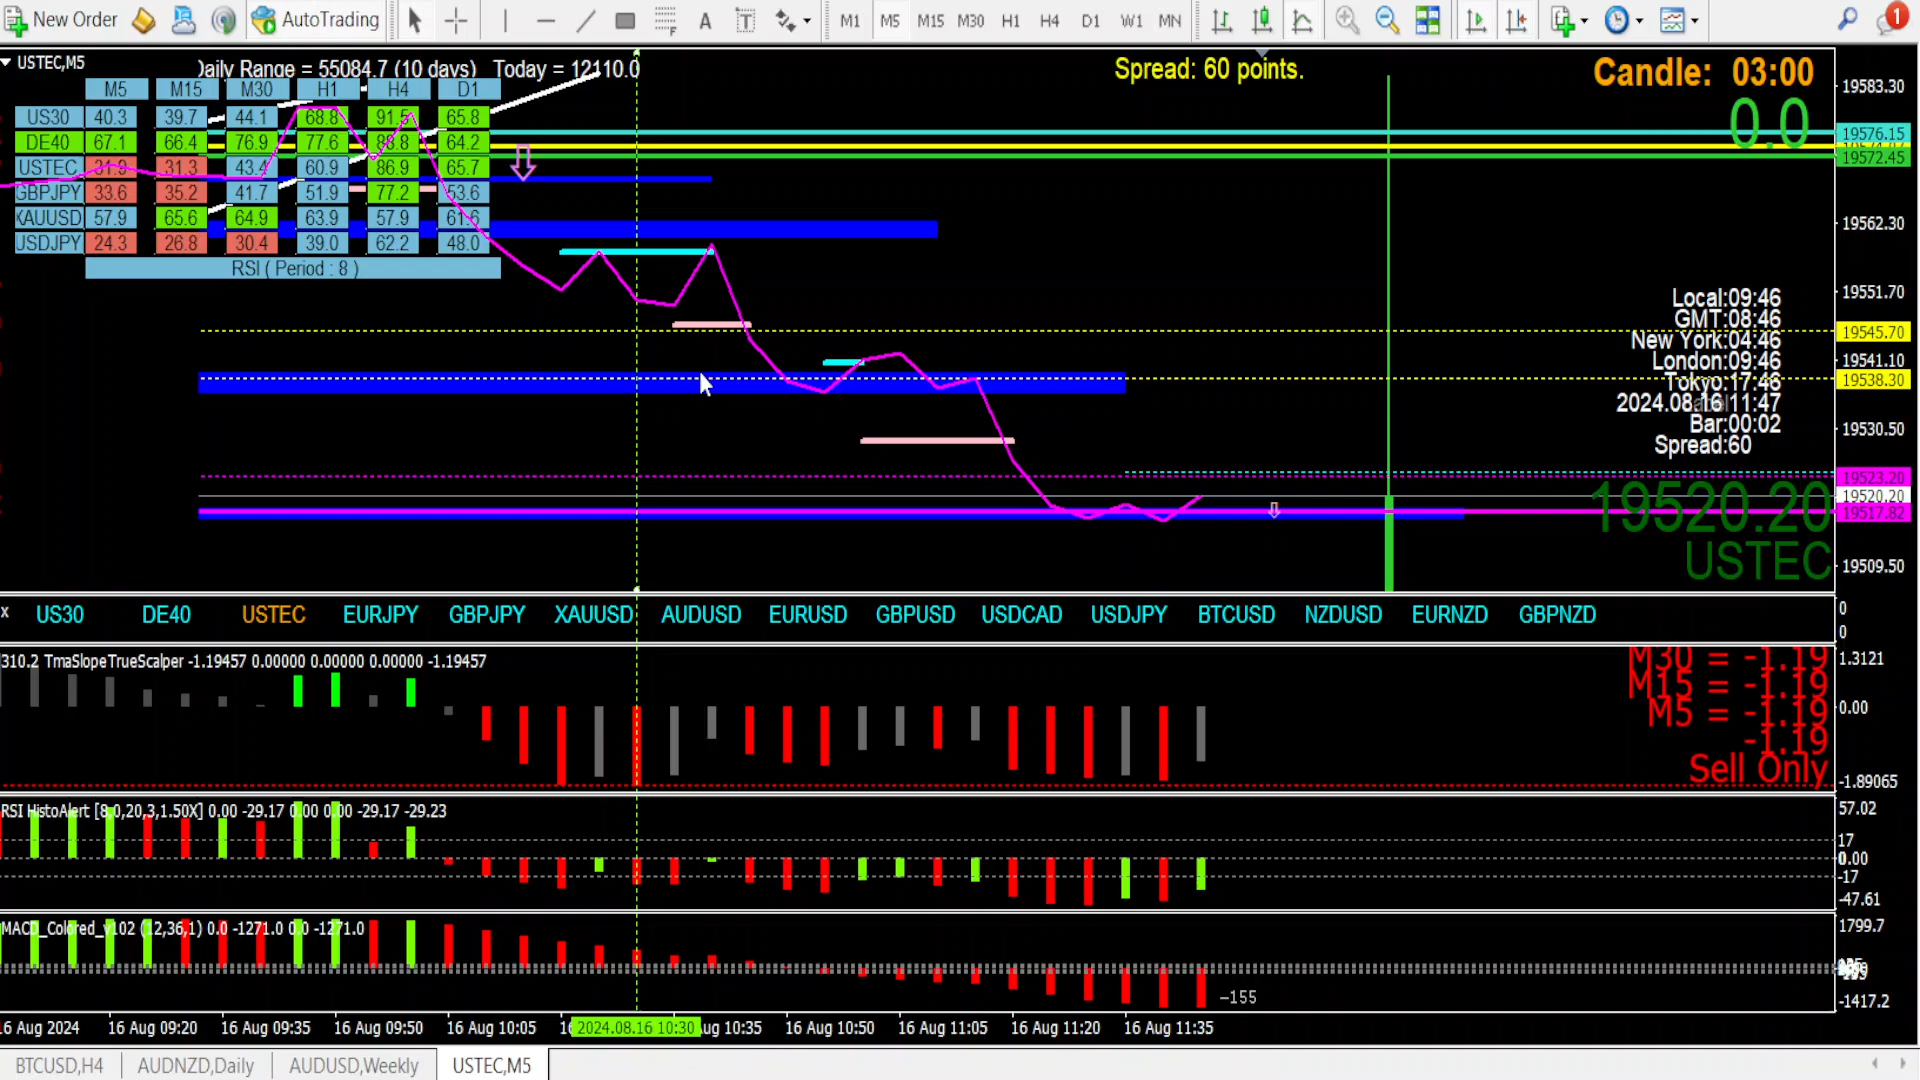 New Order AutoTrading M1 M5 M15 M30 H1 H4 D1 W1 MN 1
USTEC,M5
Daily Range = 55084.7 (10 days) Today = 12110.0
Spread: 60 points.
Candle: 03:00
0.0
M5 M15 M30 H1 H4 D1
US30 40.3 39.7 44.1 68.8 91.5 65.8
DE40 67.1 66.4 76.9 77.6 88.8 64.2
USTEC 31.9 31.3 43.4 60.9 86.9 65.7
GBPJPY 33.6 35.2 41.7 51.9 77.2 53.6
XAUUSD 57.9 65.6 64.9 63.9 57.9 61.6
USDJPY 24.3 26.8 30.4 39.0 62.2 48.0
RSI ( Period : 8 )
19583.30
19576.15
19572.45
19562.30
19551.70
19545.70
19541.10
19538.30
19530.50
19523.20
19520.20
19517.82
19509.50
Local:09:46
GMT:08:46
New York:04:46
London:09:46
Tokyo:17:46
2024.08.16 11:47
Bar:00:02
Spread:60
19520.20
USTEC
x US30 DE40 USTEC EURJPY GBPJPY XAUUSD AUDUSD EURUSD GBPUSD USDCAD USDJPY BTCUSD NZDUSD EURNZD GBPNZD
0
0
310.2 TmaSlopeTrueScalper -1.19457 0.00000 0.00000 0.00000 -1.19457
M30 = -1.19
M15 = -1.19
M5 = -1.19
-1.19
Sell Only
1.3121
0.00
-1.89065
RSI HistoAlert [8,0,20,3,1.50X] 0.00 -29.17 0.00 0.00 -29.17 -29.23
57.02
17
0.00
-17
-47.61
MACD_Colored_v102 (12,36,1) 0.0 -1271.0 0.0 -1271.0
1799.7
-1417.2
-155
16 Aug 2024 16 Aug 09:20 16 Aug 09:35 16 Aug 09:50 16 Aug 10:05 2024.08.16 10:30 10:35 16 Aug 10:50 16 Aug 11:05 16 Aug 11:20 16 Aug 11:35
BTCUSD,H4 AUDNZD,Daily AUDUSD,Weekly USTEC,M5